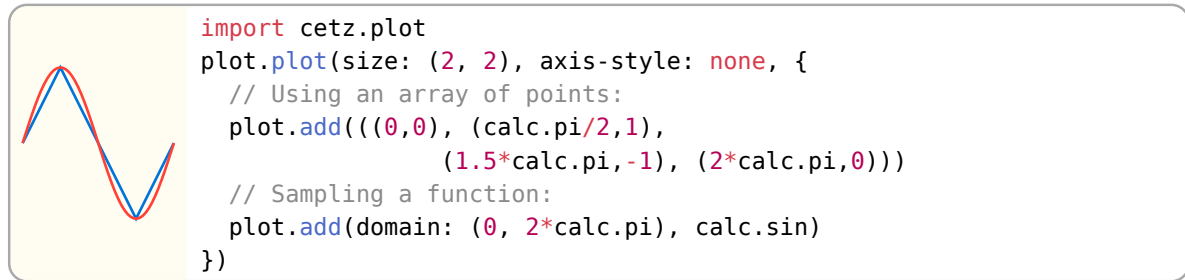 import cetz.plot
plot.plot(size: (2, 2), axis-style: none, {
  // Using an array of points:
  plot.add(((0,0), (calc.pi/2,1),
                 (1.5*calc.pi,-1), (2*calc.pi,0)))
  // Sampling a function:
  plot.add(domain: (0, 2*calc.pi), calc.sin)
})